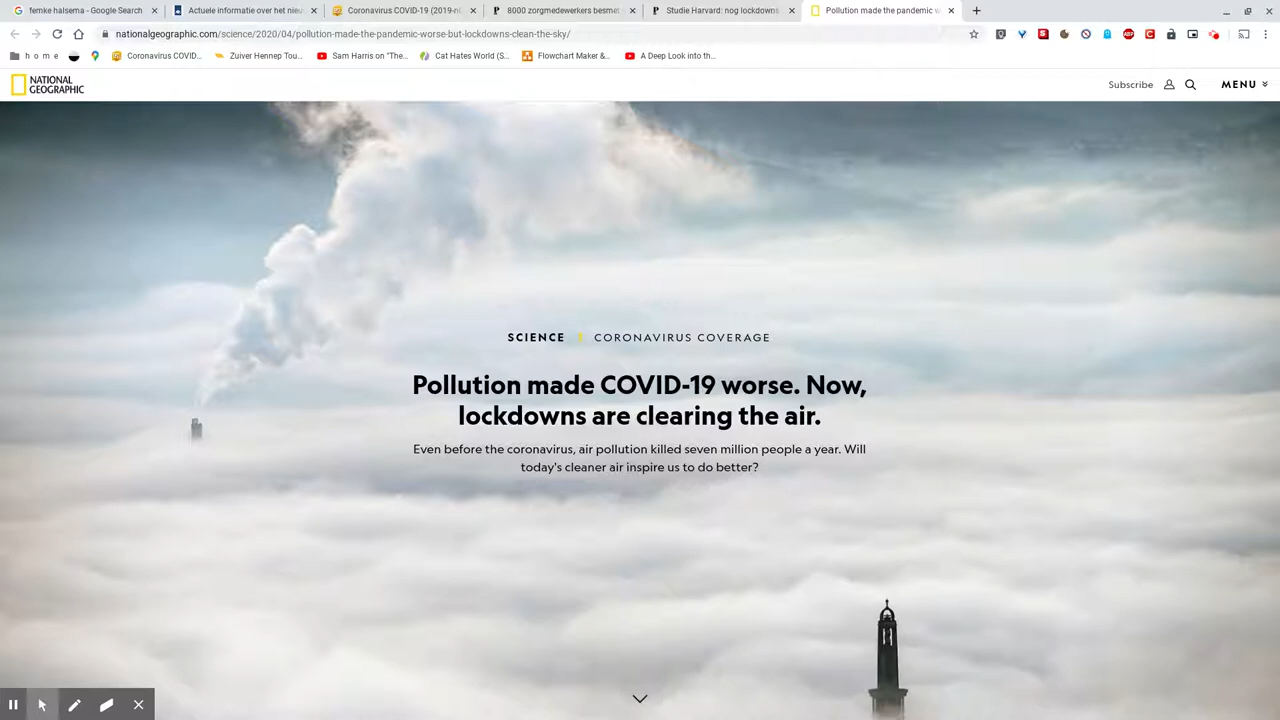 femke halsema - Google Search
Actuele informatie over het nieu
Coronavirus COVID-19 (2019-n
8000 zorgmedewerkers besmet
Studie Harvard: nog lockdowns
Pollution made the pandemic w
nationalgeographic.com/science/2020/04/pollution-made-the-pandemic-worse-but-lockdowns-clean-the-sky/
h o m e
Coronavirus COVID...
Zuiver Hennep Tou...
Sam Harris on "The...
Cat Hates World (S...
Flowchart Maker &...
A Deep Look into th...
NATIONAL
GEOGRAPHIC
Subscribe
MENU
SCIENCE
CORONAVIRUS COVERAGE
Pollution made COVID-19 worse. Now,
lockdowns are clearing the air.
Even before the coronavirus, air pollution killed seven million people a year. Will
today's cleaner air inspire us to do better?